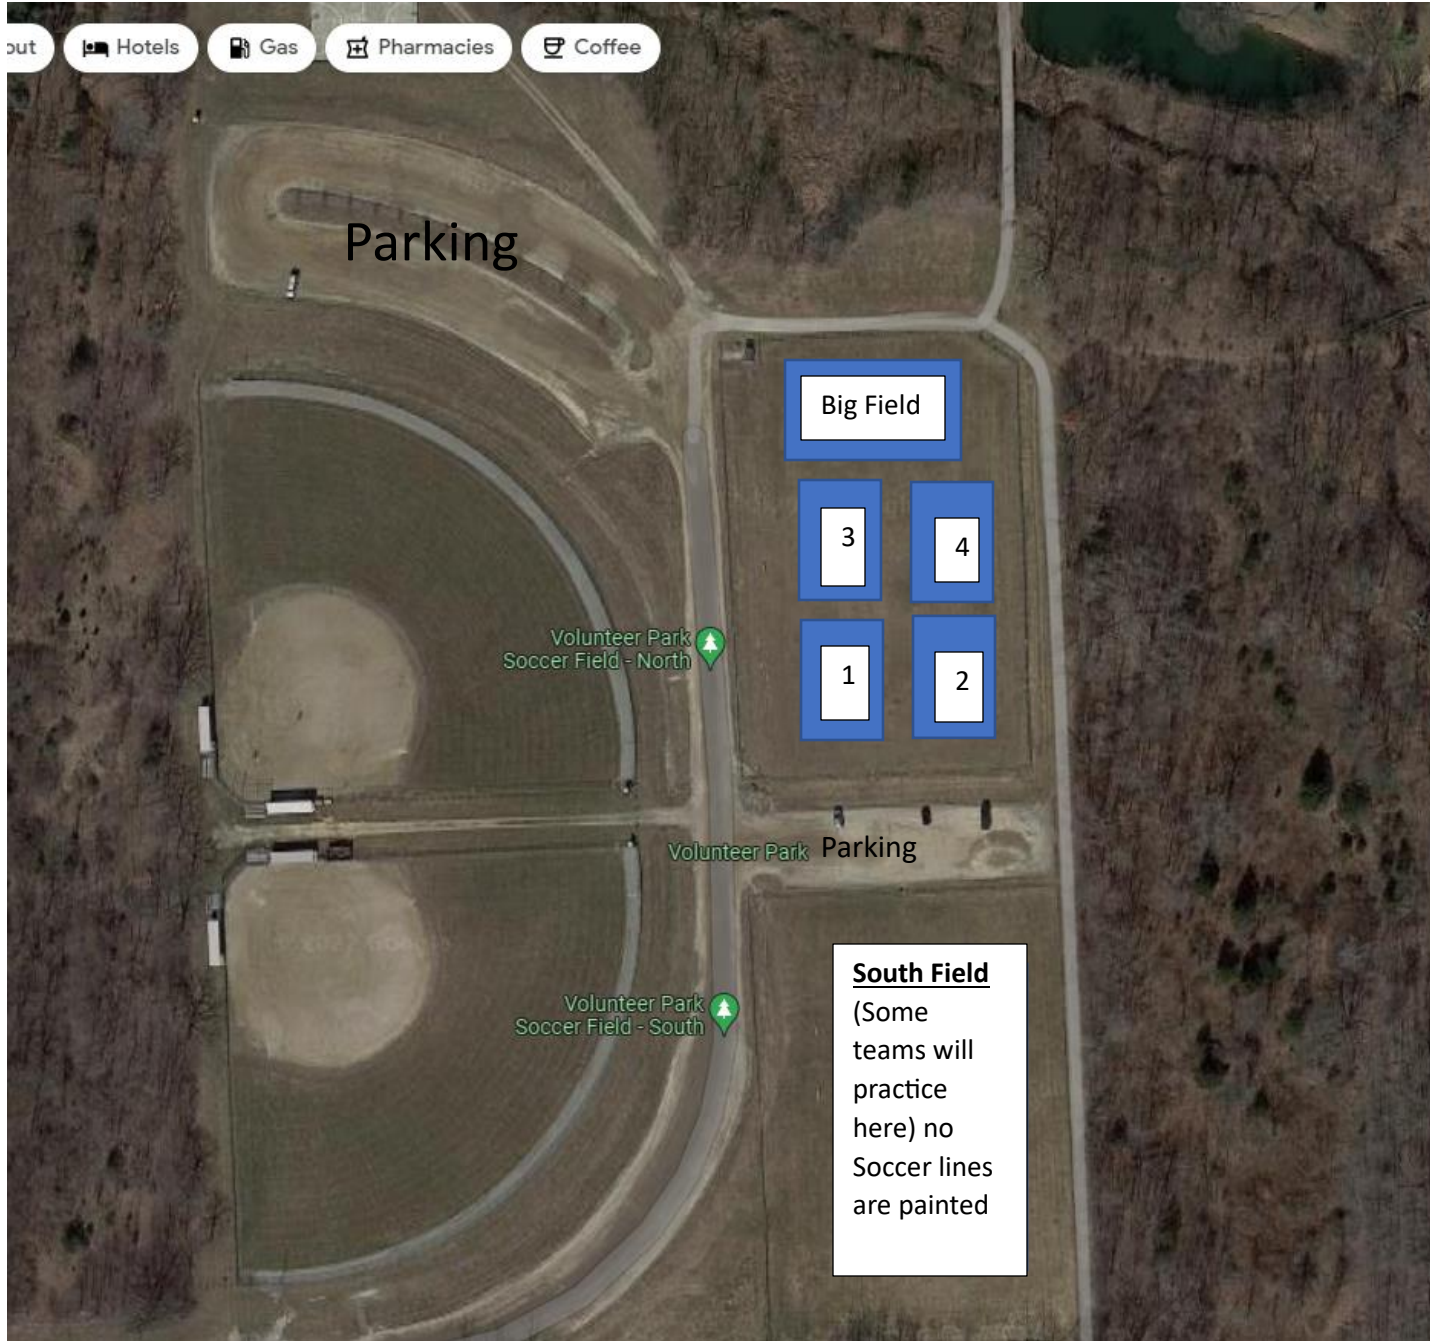 Hotels
Gas
Pharmacies
Coffee
Parking
Big Field
3
4
Volunteer Park
Soccer Field - North
1
2
Volunteer Park
Parking
South Field
(Some
teams will
practice
here) no
Soccer lines
are painted
Volunteer Park
Soccer Field - South